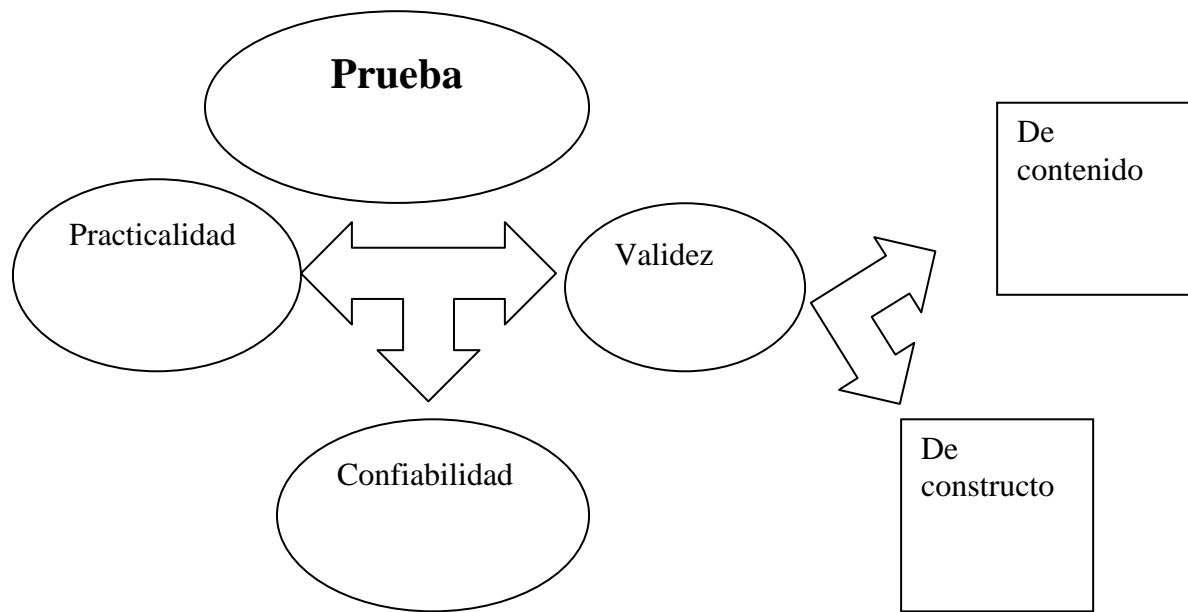 Prueba
De
contenido
Practicalidad
Validez
Confiabilidad
De
constructo